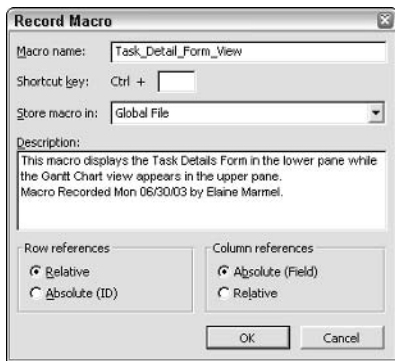 Record Macro
Macro name: Task_Detail_Form_View
Shortcut key: Ctrl +
Store macro in: Global File
Description:
This macro displays the Task Details Form in the lower pane while
the Gantt Chart view appears in the upper pane.
Macro Recorded Mon 06/30/03 by Elaine Marmel.
Row references Column references
Relative Absolute (Field)
Absolute (ID) Relative
OK Cancel